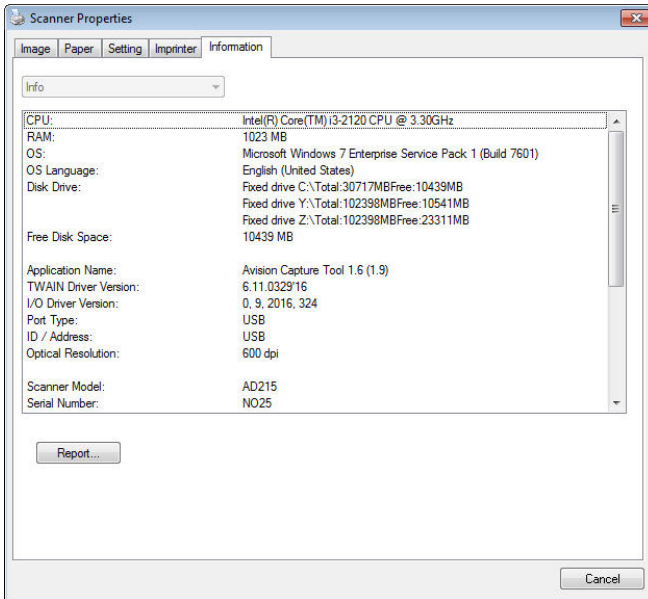 Scanner Properties
Image Paper Setting Imprinter Information
Info
CPU: Intel(R) Core(TM) i3-2120 CPU @ 3.30GHz
RAM: 1023 MB
OS: Microsoft Windows 7 Enterprise Service Pack 1 (Build 7601)
OS Language: English (United States)
Disk Drive: Fixed drive C:\Total:30717MBFree:10439MB
Fixed drive Y:\Total:102398MBFree:10541MB
Fixed drive Z:\Total:102398MBFree:23311MB
Free Disk Space: 10439 MB
Application Name: Avision Capture Tool 1.6 (1.9)
TWAIN Driver Version: 6.11.0329'16
I/O Driver Version: 0, 9, 2016, 324
Port Type: USB
ID / Address: USB
Optical Resolution: 600 dpi
Scanner Model: AD215
Serial Number: NO25
Report...
Cancel